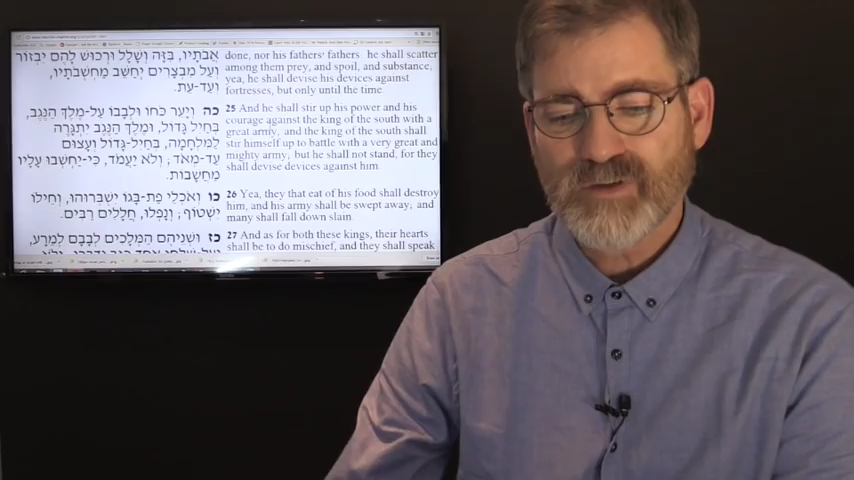 אֲבֹתָיו, בִּזָּה וְשָׁלָל וּרְכוּשׁ לָהֶם יִבְזוֹר
וְעַל מִבְצָרִים יְחַשֵּׁב מַחְשְׁבֹתָיו,
וְעַד-עֵת.
done, nor his fathers' fathers he shall scatter
among them prey, and spoil, and substance,
yea, he shall devise his devices against
fortresses, but only until the time.
כה וְיָעֵר כֹּחוֹ וּלְבָבוֹ עַל-מֶלֶךְ הַנֶּגֶב,
בְּחַיִל גָּדוֹל, וּמֶלֶךְ הַנֶּגֶב יִתְגָּרֶה
לַמִּלְחָמָה, בְּחַיִל-גָּדוֹל וְעָצוּם
עַד-מְאֹד, וְלֹא יַעֲמֹד, כִּי-יַחְשְׁבוּ עָלָיו
מַחֲשָׁבוֹת.
25 And he shall stir up his power and his
courage against the king of the south with a
great army, and the king of the south shall
stir himself up to battle with a very great and
mighty army, but he shall not stand, for they
shall devise devices against him.
כו וְאֹכְלֵי פַת-בָּגוֹ יִשְׁבְּרוּהוּ, וְחֵילוֹ
יִשְׁטוֹף; וְנָפְלוּ, חֲלָלִים רַבִּים.
26 Yea, they that eat of his food shall destroy
him, and his army shall be swept away; and
many shall fall down slain.
כז וּשְׁנֵיהֶם הַמְּלָכִים לְבָבָם לְמֵרָע,
27 And as for both these kings, their hearts
shall be to do mischief, and they shall speak